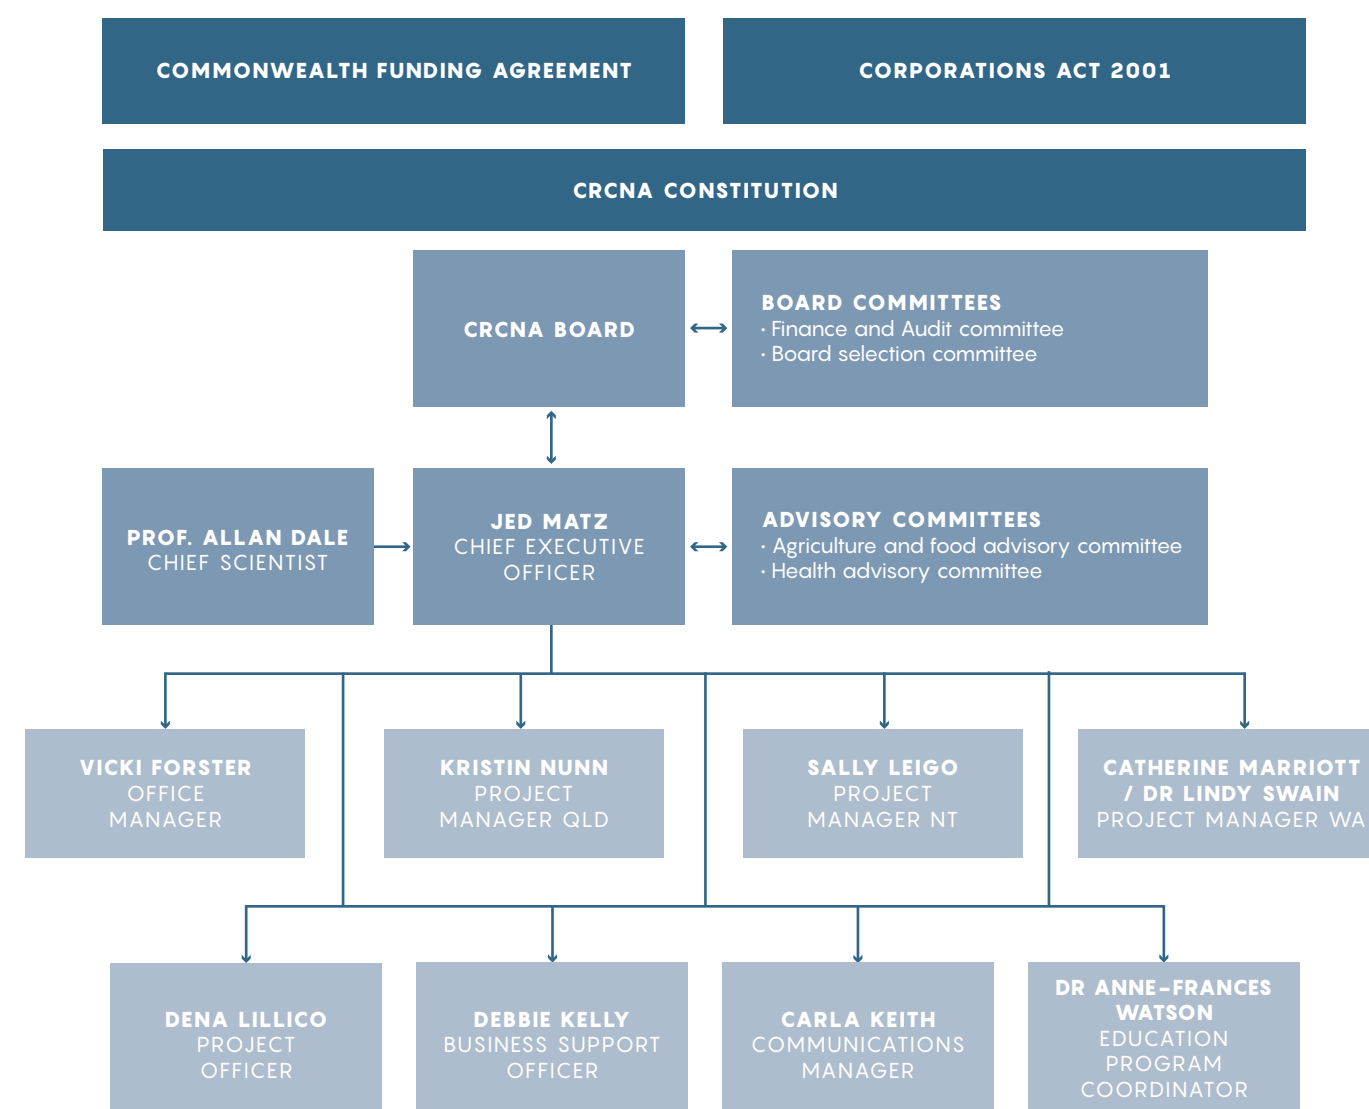 COMMONWEALTH FUNDING AGREEMENT
CORPORATIONS ACT 2001
CRCNA CONSTITUTION
CRCNA BOARD
BOARD COMMITTEES
· Finance and Audit committee
· Board selection committee
PROF. ALLAN DALE
CHIEF SCIENTIST
JED MATZ
CHIEF EXECUTIVE
OFFICER
ADVISORY COMMITTEES
· Agriculture and food advisory committee
· Health advisory committee
VICKI FORSTER
OFFICE
MANAGER
KRISTIN NUNN
PROJECT
MANAGER QLD
SALLY LEIGO
PROJECT
MANAGER NT
CATHERINE MARRIOTT
/ DR LINDY SWAIN
PROJECT MANAGER WA
DENA LILLICO
PROJECT
OFFICER
DEBBIE KELLY
BUSINESS SUPPORT
OFFICER
CARLA KEITH
COMMUNICATIONS
MANAGER
DR ANNE-FRANCES
WATSON
EDUCATION
PROGRAM
COORDINATOR